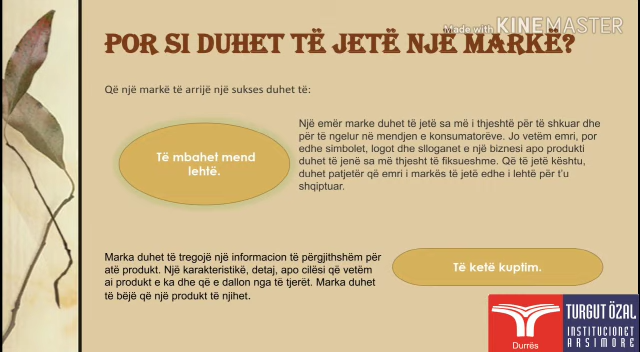 Made with KINEMASTER
POR SI DUHET TË JETË NJË MARKË?
Që një markë të arrijë një sukses duhet të:
Të mbahet mend
lehtë.
Një emër marke duhet të jetë sa më i thjeshtë për të shkuar dhe
për të ngelur në mendjen e konsumatorëve. Jo vetëm emri, por
edhe simbolet, logot dhe slloganet e një biznesi apo produkti
duhet të jenë sa më thjesht të fiksueshme. Që të jetë kështu,
duhet patjetër që emri i markës të jetë edhe i lehtë për t'u
shqiptuar.
Marka duhet të tregojë një informacion të përgjithshëm për
atë produkt. Një karakteristikë, detaj, apo cilësi që vetëm
ai produkt e ka dhe që e dallon nga të tjerët. Marka duhet
të bëjë që një produkt të njihet.
Të ketë kuptim.
Durrës
TURGUT ÖZAL
INSTITUCIONET
ARSIMORE